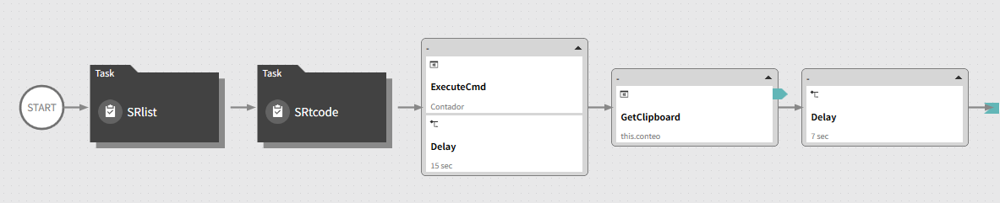 START
Task
SRlist
Task
SRtcode
-
ExecuteCmd
Contador
Delay
15 sec
-
GetClipboard
this.conteo
-
Delay
7 sec